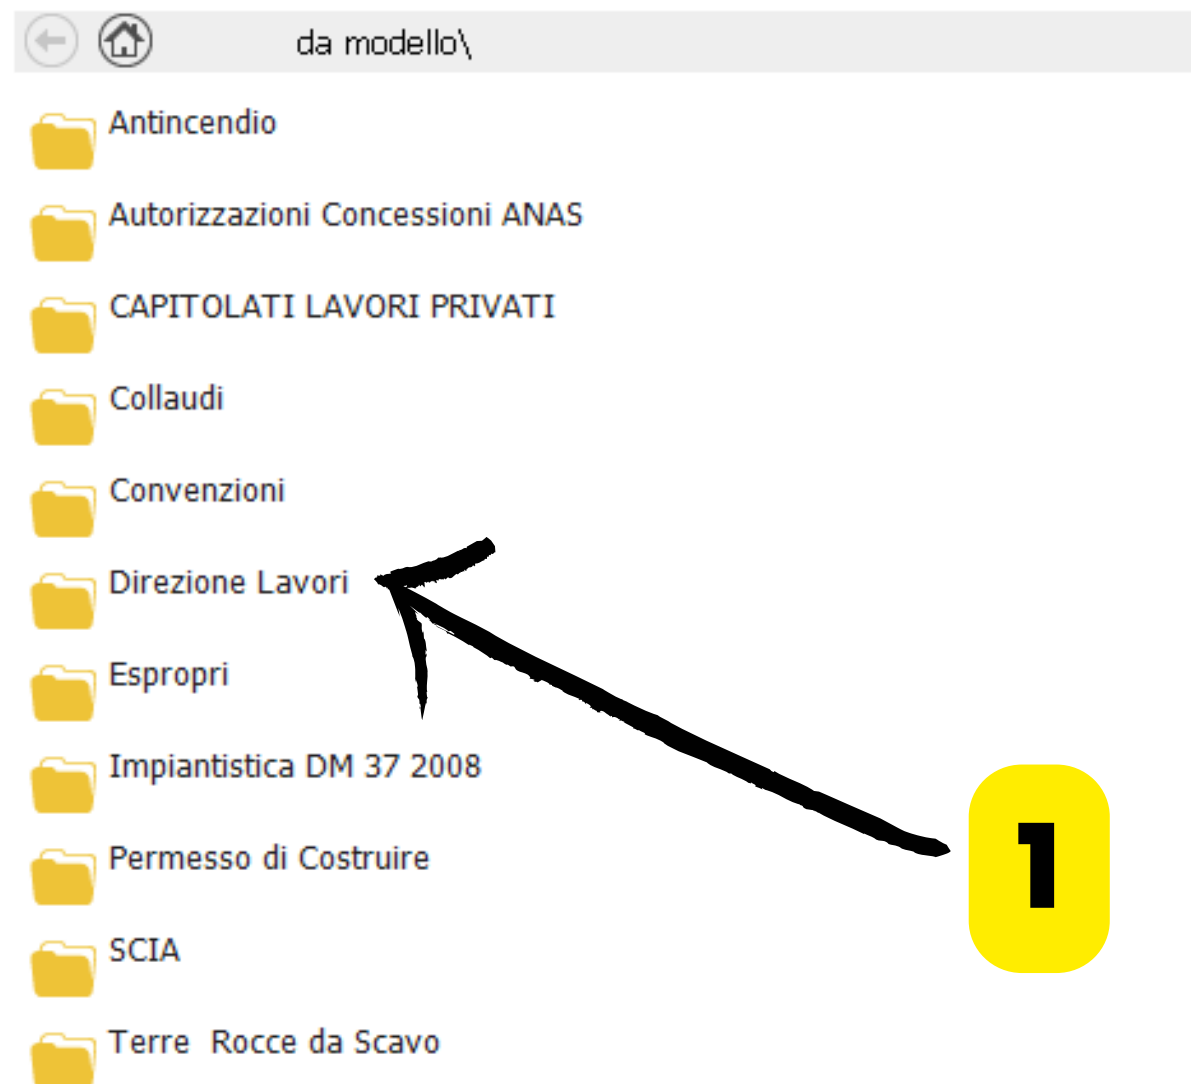 da modello\
Antincendio
Autorizzazioni Concessioni ANAS
CAPITOLATI LAVORI PRIVATI
Collaudi
Convenzioni
Direzione Lavori
Espropri
Impiantistica DM 37 2008
Permesso di Costruire
1
SCIA
Terre  Rocce da Scavo